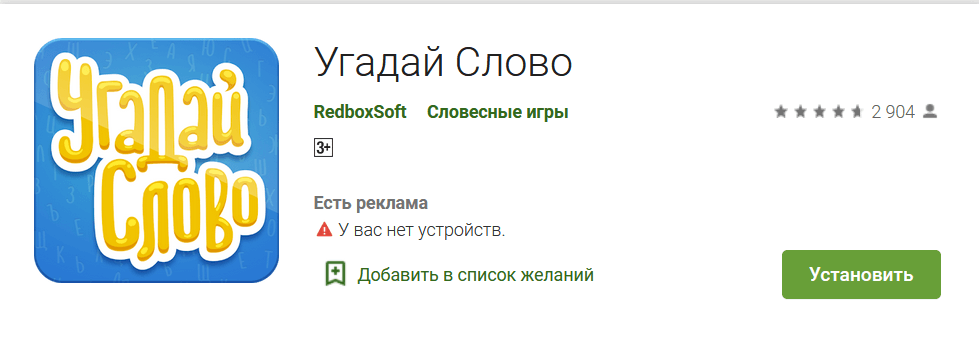 Угадай
Слово
Угадай Слово
RedboxSoft Словесные игры
2 904
3+
Есть реклама
У вас нет устройств.
Добавить в список желаний
Установить